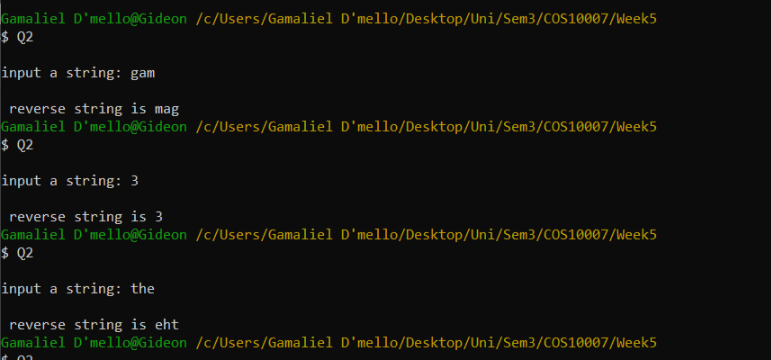 Gamaliel D'mello@Gideon /c/Users/Gamaliel D'mello/Desktop/Uni/Sem3/COS10007/Week5
$ Q2
input a string: gam
reverse string is mag
Gamaliel D'mello@Gideon /c/Users/Gamaliel D'mello/Desktop/Uni/Sem3/COS10007/Week5
$ Q2
input a string: 3
reverse string is 3
Gamaliel D'mello@Gideon /c/Users/Gamaliel D'mello/Desktop/Uni/Sem3/COS10007/Week5
$ Q2
input a string: the
reverse string is eht
Gamaliel D'mello@Gideon /c/Users/Gamaliel D'mello/Desktop/Uni/Sem3/COS10007/Week5
$ Q2